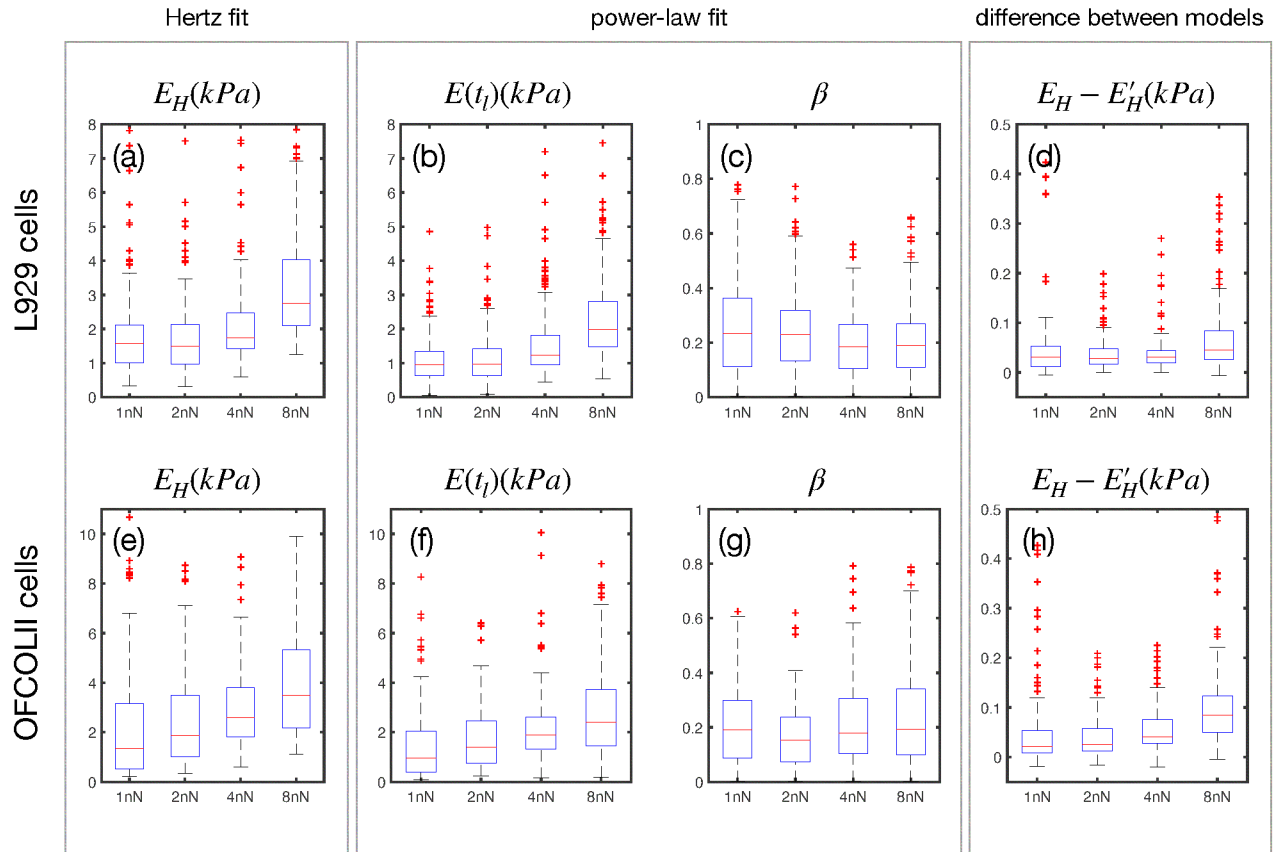 Hertz fit
power-law fit
difference between models
L929 cells
E_H(kPa)
E(t_l)(kPa)
β
E_H − E′_H(kPa)
(a)
8
7
6
5
4
3
2
1
0
1nN 2nN 4nN 8nN
(b)
8
7
6
5
4
3
2
1
0
1nN 2nN 4nN 8nN
(c)
1
0.8
0.6
0.4
0.2
0
1nN 2nN 4nN 8nN
(d)
0.5
0.4
0.3
0.2
0.1
0
1nN 2nN 4nN 8nN
OFCOLII cells
E_H(kPa)
E(t_l)(kPa)
β
E_H − E′_H(kPa)
(e)
10
8
6
4
2
0
1nN 2nN 4nN 8nN
(f)
10
8
6
4
2
0
1nN 2nN 4nN 8nN
(g)
1
0.8
0.6
0.4
0.2
0
1nN 2nN 4nN 8nN
(h)
0.5
0.4
0.3
0.2
0.1
0
1nN 2nN 4nN 8nN